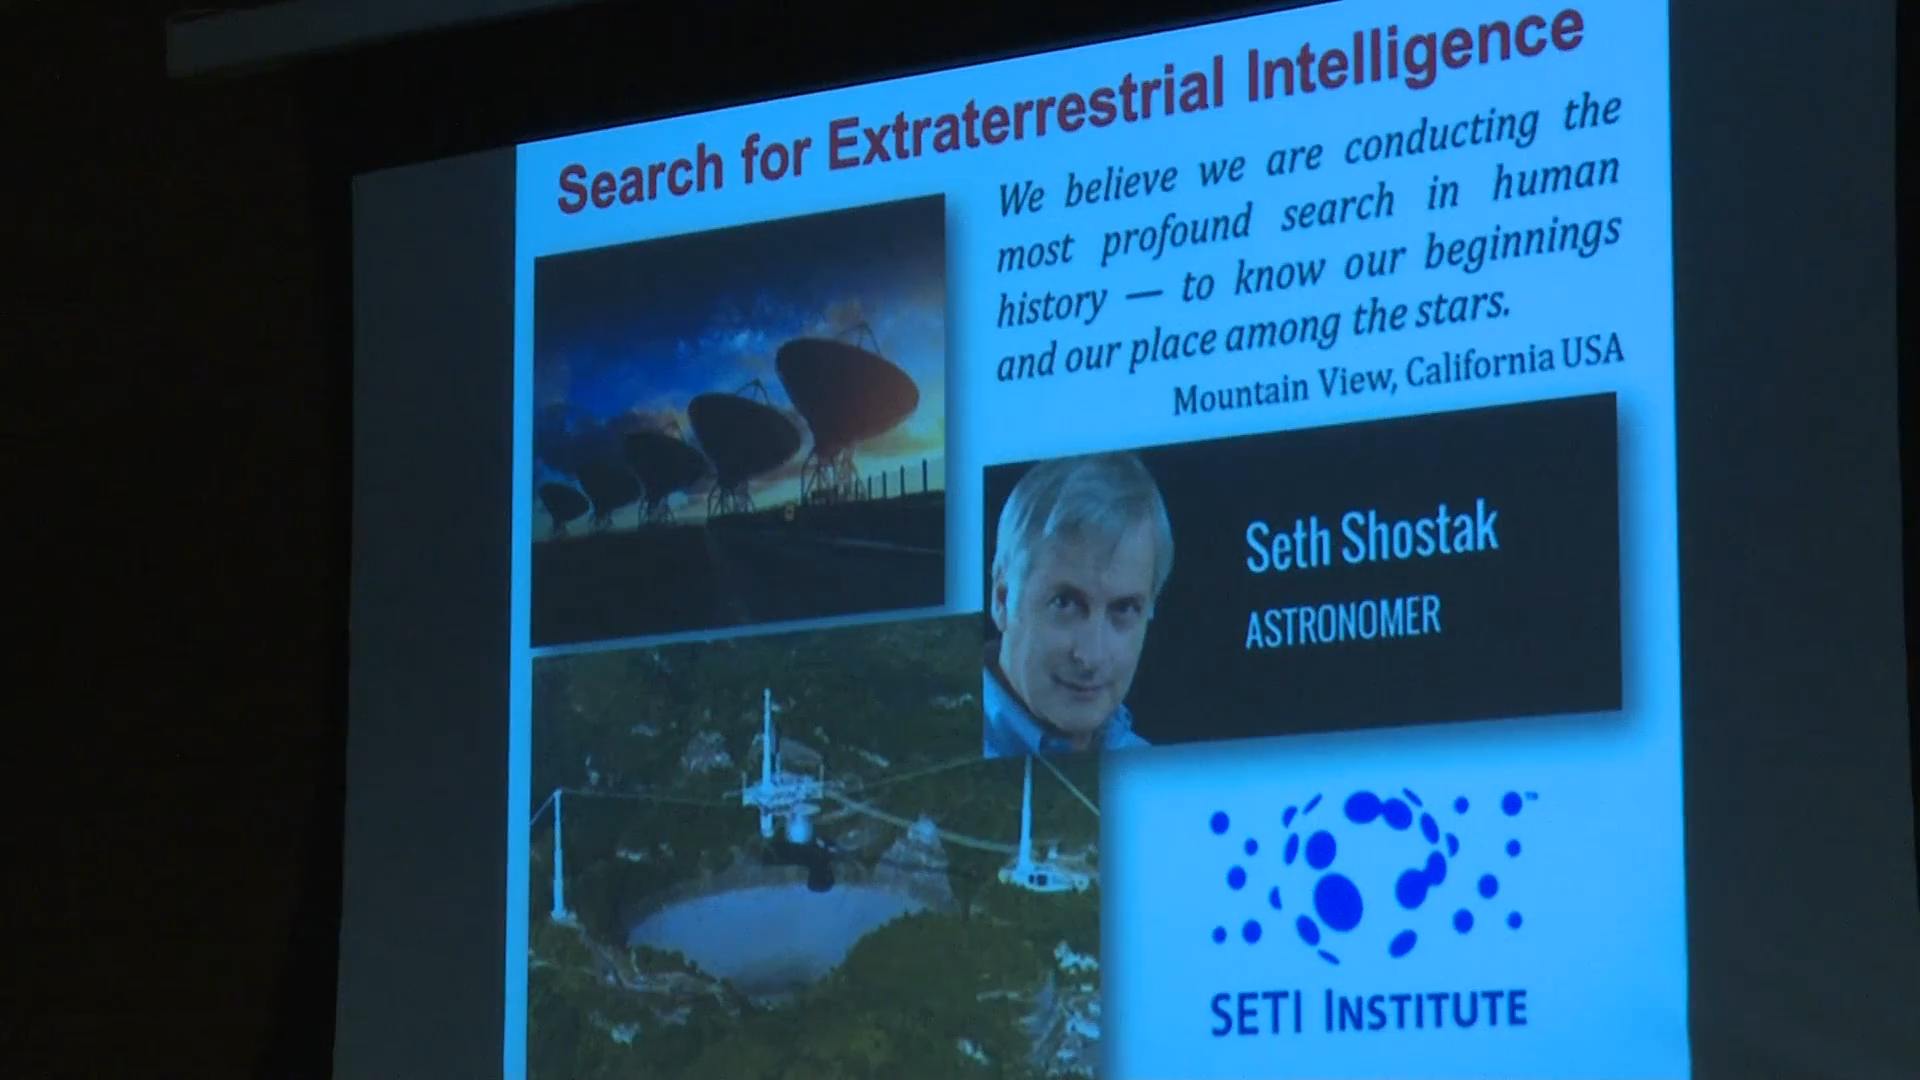 Search for Extraterrestrial Intelligence
We believe we are conducting the
most profound search in human
history — to know our beginnings
and our place among the stars.
Mountain View, California USA
Seth Shostak
ASTRONOMER
TM
SETI INSTITUTE